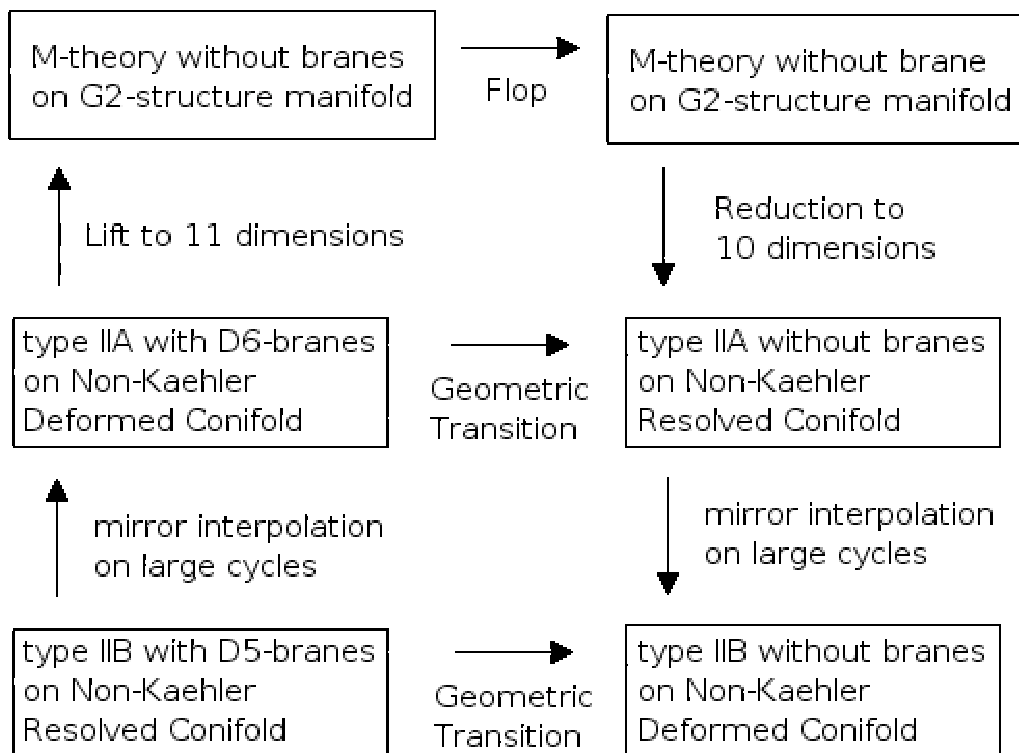 M-theory without branes
on G2-structure manifold
Flop
M-theory without brane
on G2-structure manifold
Lift to 11 dimensions
Reduction to
10 dimensions
type IIA with D6-branes
on Non-Kaehler
Deformed Conifold
Geometric
Transition
type IIA without branes
on Non-Kaehler
Resolved Conifold
mirror interpolation
on large cycles
mirror interpolation
on large cycles
type IIB with D5-branes
on Non-Kaehler
Resolved Conifold
Geometric
Transition
type IIB without branes
on Non-Kaehler
Deformed Conifold